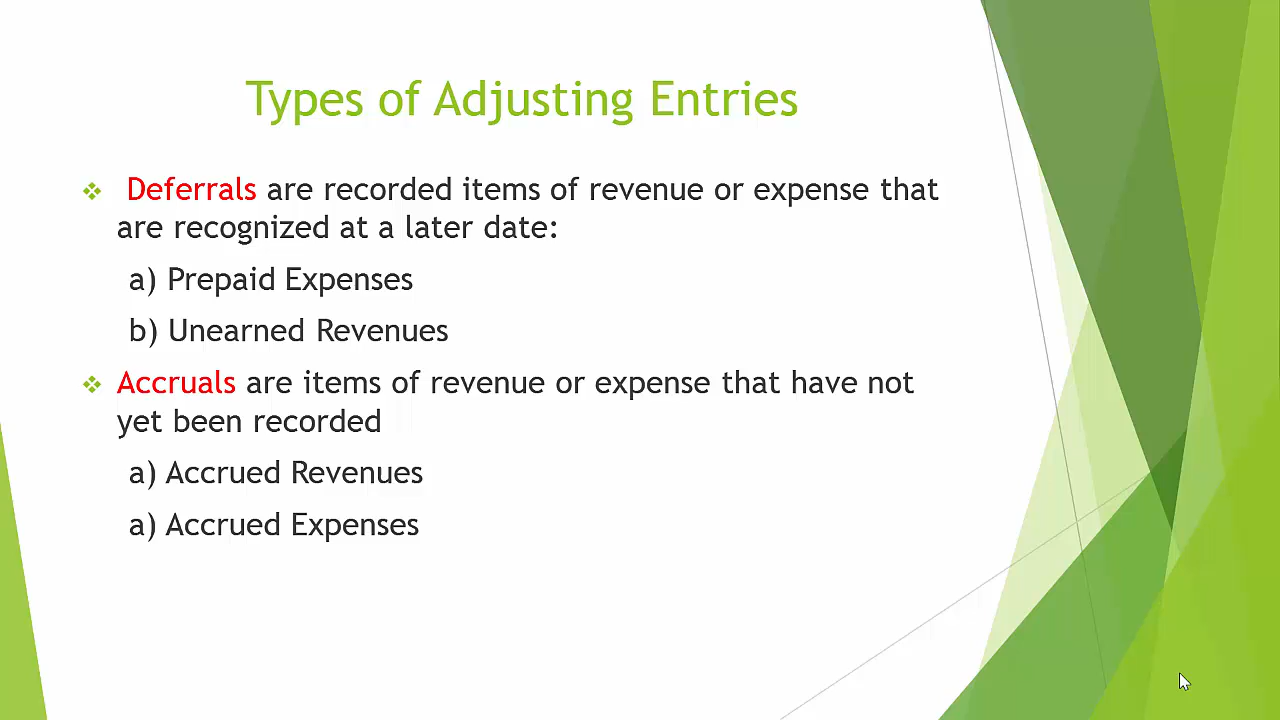 Types of Adjusting Entries
Deferrals are recorded items of revenue or expense that
are recognized at a later date:
a) Prepaid Expenses
b) Unearned Revenues
Accruals are items of revenue or expense that have not
yet been recorded
a) Accrued Revenues
a) Accrued Expenses